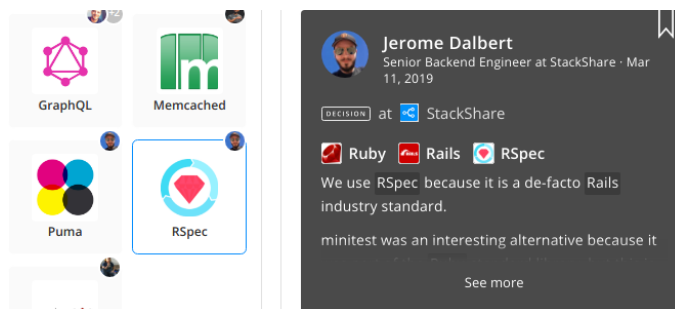 +2
GraphQL
Memcached
Puma
RSpec
Jerome Dalbert
Senior Backend Engineer at StackShare · Mar
11, 2019
DECISION at StackShare
Ruby Rails RSpec
We use RSpec because it is a de-facto Rails
industry standard.
minitest was an interesting alternative because it
See more